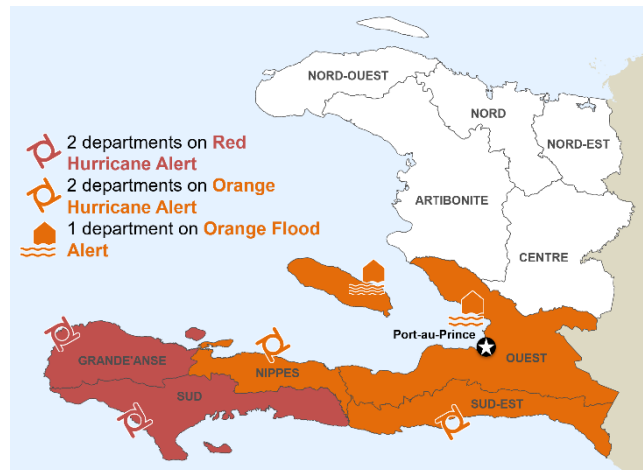 NORD-OUEST
NORD
NORD-EST
2 departments on Red
Hurricane Alert
2 departments on Orange
Hurricane Alert
1 department on Orange Flood
Alert
ARTIBONITE
CENTRE
Port-au-Prince
OUEST
GRANDE'ANSE
NIPPES
SUD
SUD-EST